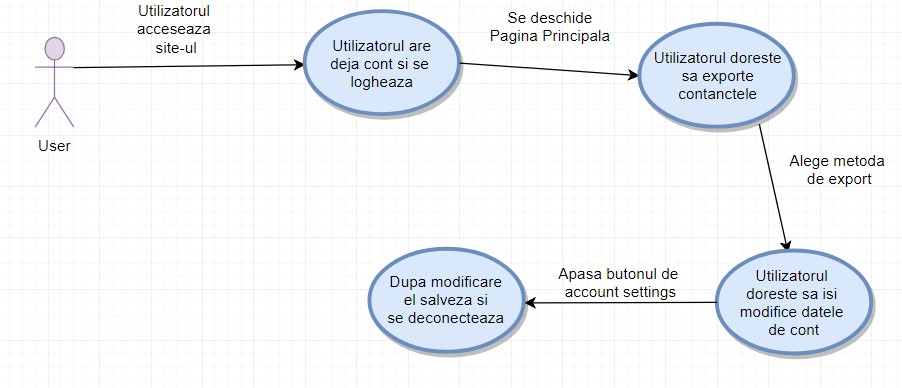 Utilizatorul
acceseaza
site-ul
User
Utilizatorul are
deja cont si se
logheaza
Se deschide
Pagina Principala
Utilizatorul doreste
sa exporte
contanctele
Alege metoda
de export
Utilizatorul
doreste sa isi
modifice datele
de cont
Apasa butonul de
account settings
Dupa modificare
el salveza si
se deconecteaza